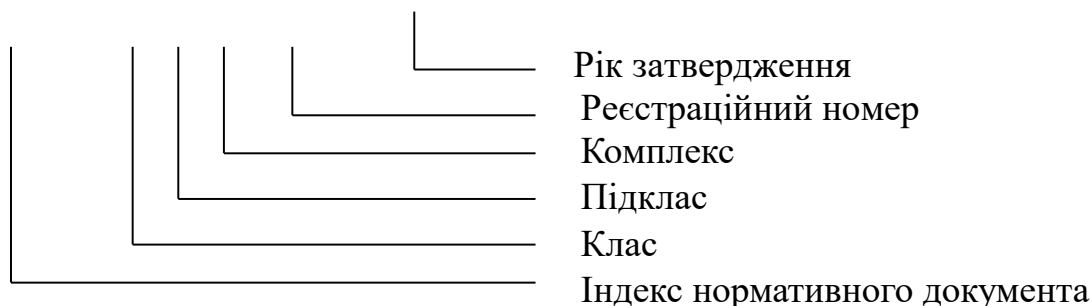 Рік затвердження
Реєстраційний номер
Комплекс
Підклас
Клас
Індекс нормативного документа